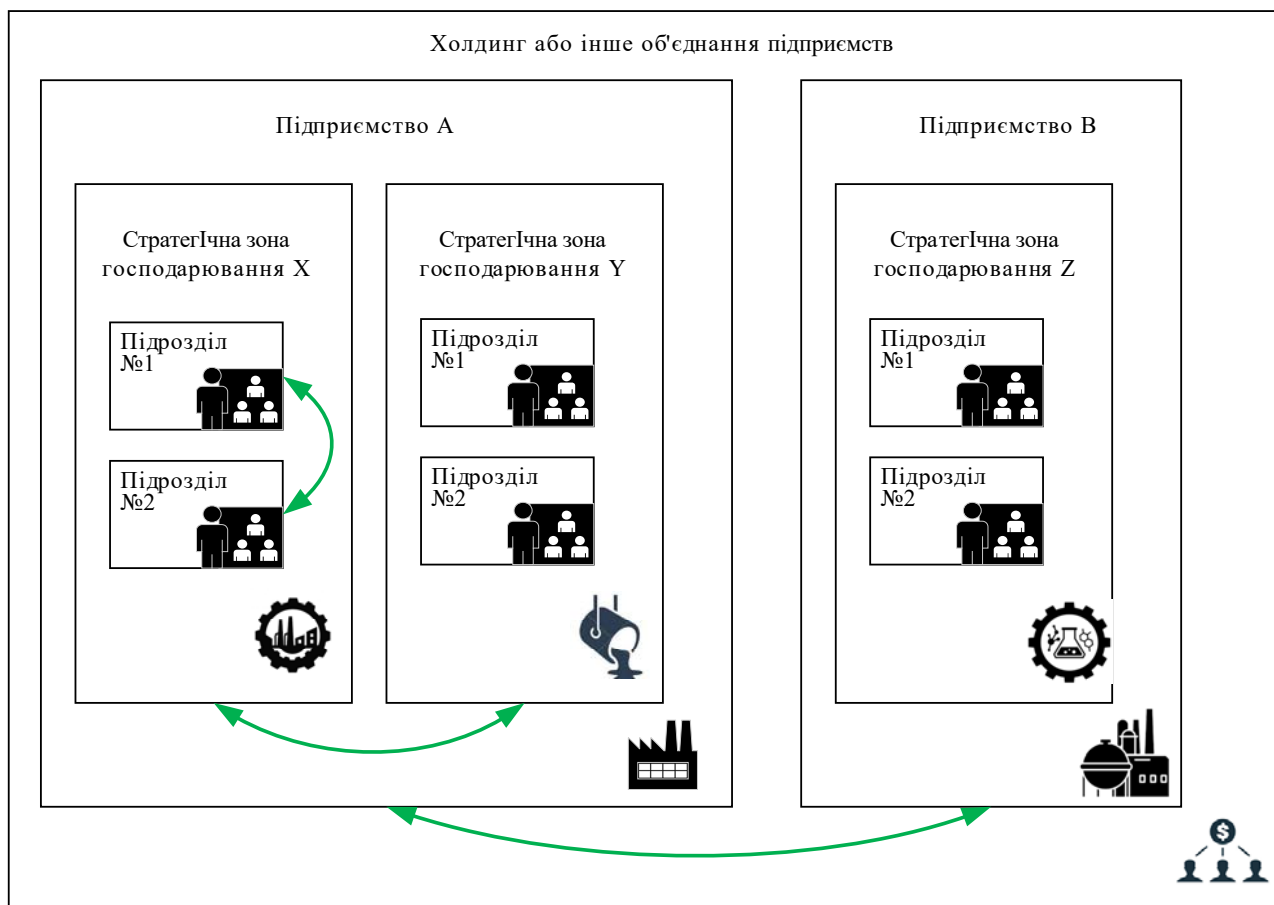 Холдинг або інше об'єднання підприємств
Підприємство А
СтратегІчна зона
господарювання X
Підрозділ
№1
Підрозділ
№2
Стратегічна зона
господарювання Y
Підрозділ
№1
Підрозділ
№2
Підприємство В
СтратегІчна зона
господарювання Z
Підрозділ
№1
Підрозділ
№2
$